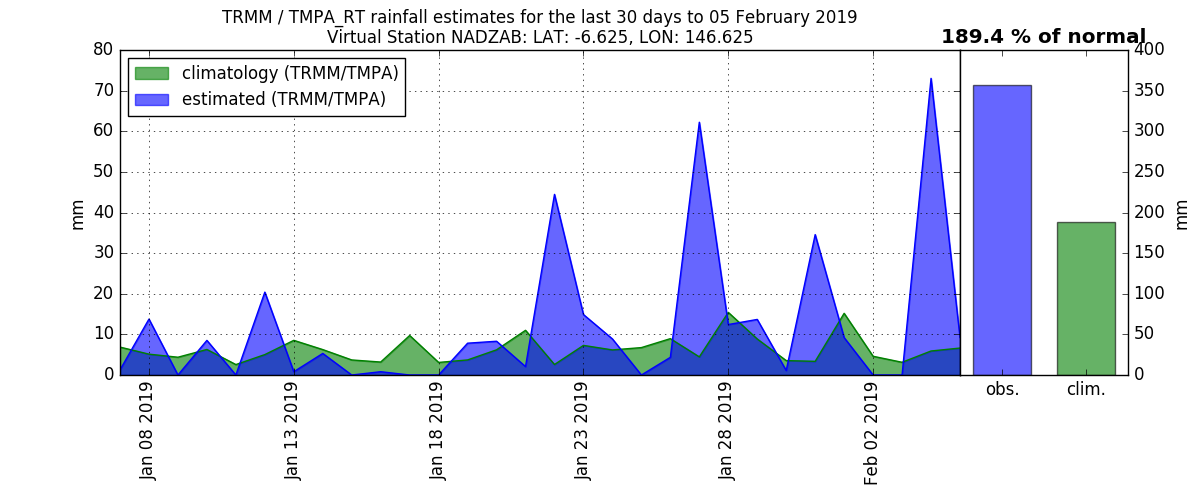 TRMM / TMPA_RT rainfall estimates for the last 30 days to 05 February 2019
Virtual Station NADZAB: LAT: -6.625, LON: 146.625
189.4 % of normal
climatology (TRMM/TMPA)
estimated (TRMM/TMPA)
80
70
60
50
40
30
20
10
0
mm
Jan 08 2019
Jan 13 2019
Jan 18 2019
Jan 23 2019
Jan 28 2019
Feb 02 2019
obs.
clim.
400
350
300
250
200
150
100
50
0
mm